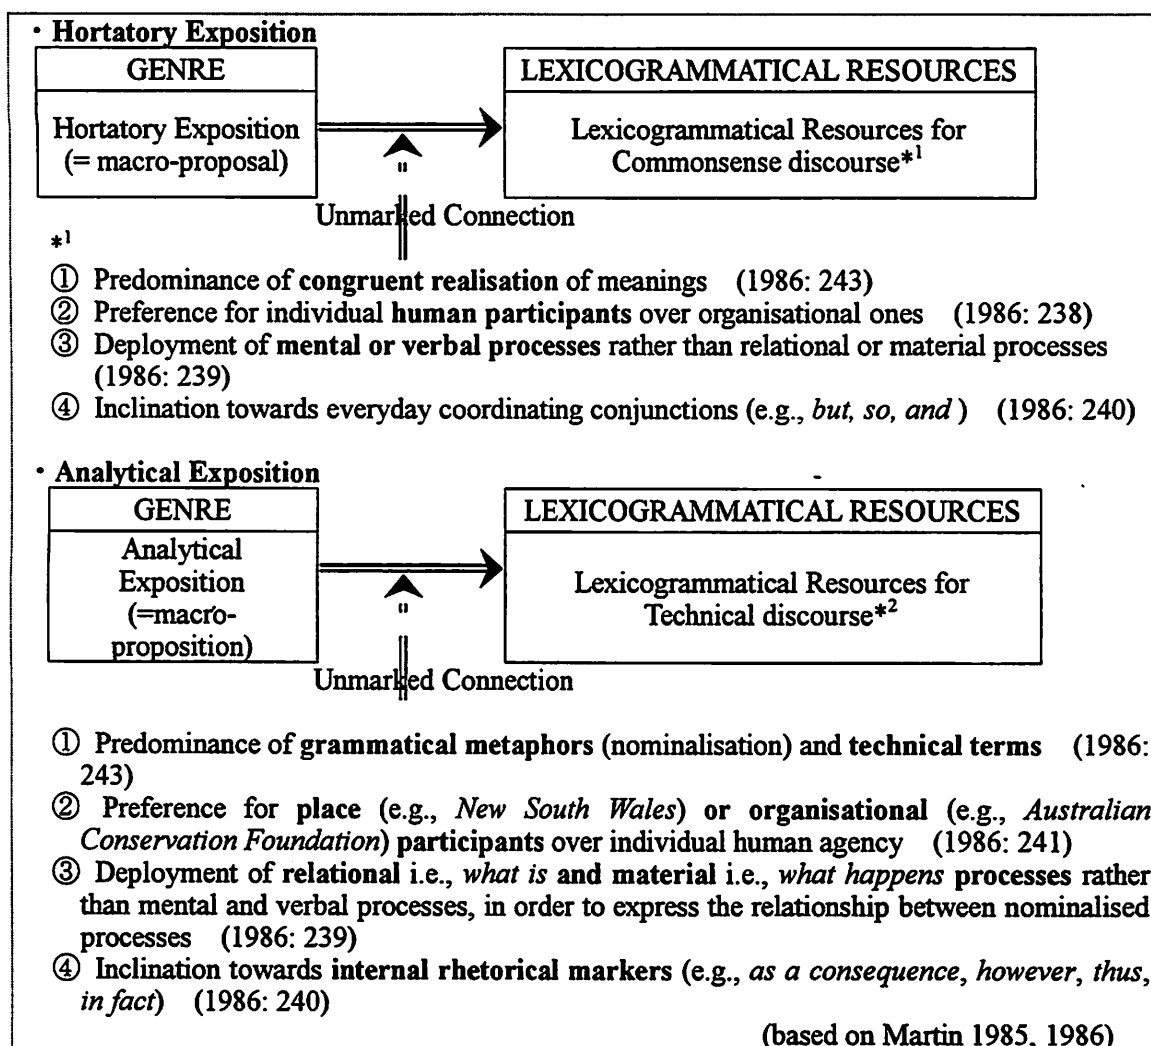 ・Hortatory Exposition
GENRE
LEXICOGRAMMATICAL RESOURCES
Hortatory Exposition
(= macro-proposal)
Lexicogrammatical Resources for
Commonsense discourse*1
Unmarked Connection
*1
① Predominance of congruent realisation of meanings (1986: 243)
② Preference for individual human participants over organisational ones (1986: 238)
③ Deployment of mental or verbal processes rather than relational or material processes
(1986: 239)
④ Inclination towards everyday coordinating conjunctions (e.g., but, so, and ) (1986: 240)
・Analytical Exposition
GENRE
LEXICOGRAMMATICAL RESOURCES
Analytical
Exposition
(=macro-
proposition)
Lexicogrammatical Resources for
Technical discourse*2
Unmarked Connection
① Predominance of grammatical metaphors (nominalisation) and technical terms (1986:
243)
② Preference for place (e.g., New South Wales) or organisational (e.g., Australian
Conservation Foundation) participants over individual human agency (1986: 241)
③ Deployment of relational i.e., what is and material i.e., what happens processes rather
than mental and verbal processes, in order to express the relationship between nominalised
processes (1986: 239)
④ Inclination towards internal rhetorical markers (e.g., as a consequence, however, thus,
in fact) (1986: 240)
(based on Martin 1985, 1986)